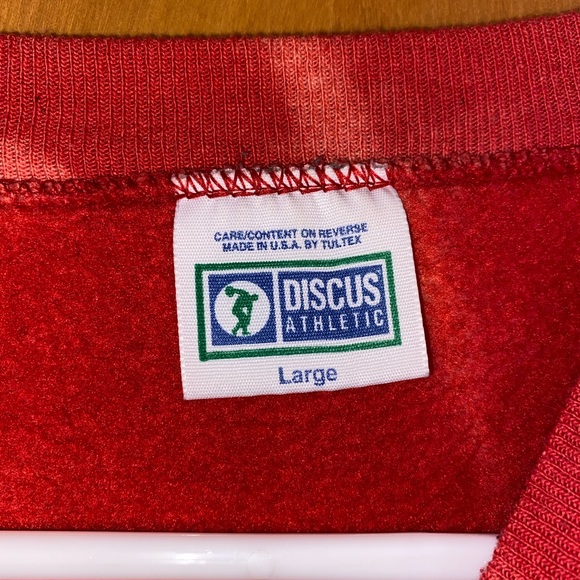 CARE/CONTENT ON REVERSE
MADE IN U.S.A. BY TULTEX
DISCUS
ATHLETIC
Large